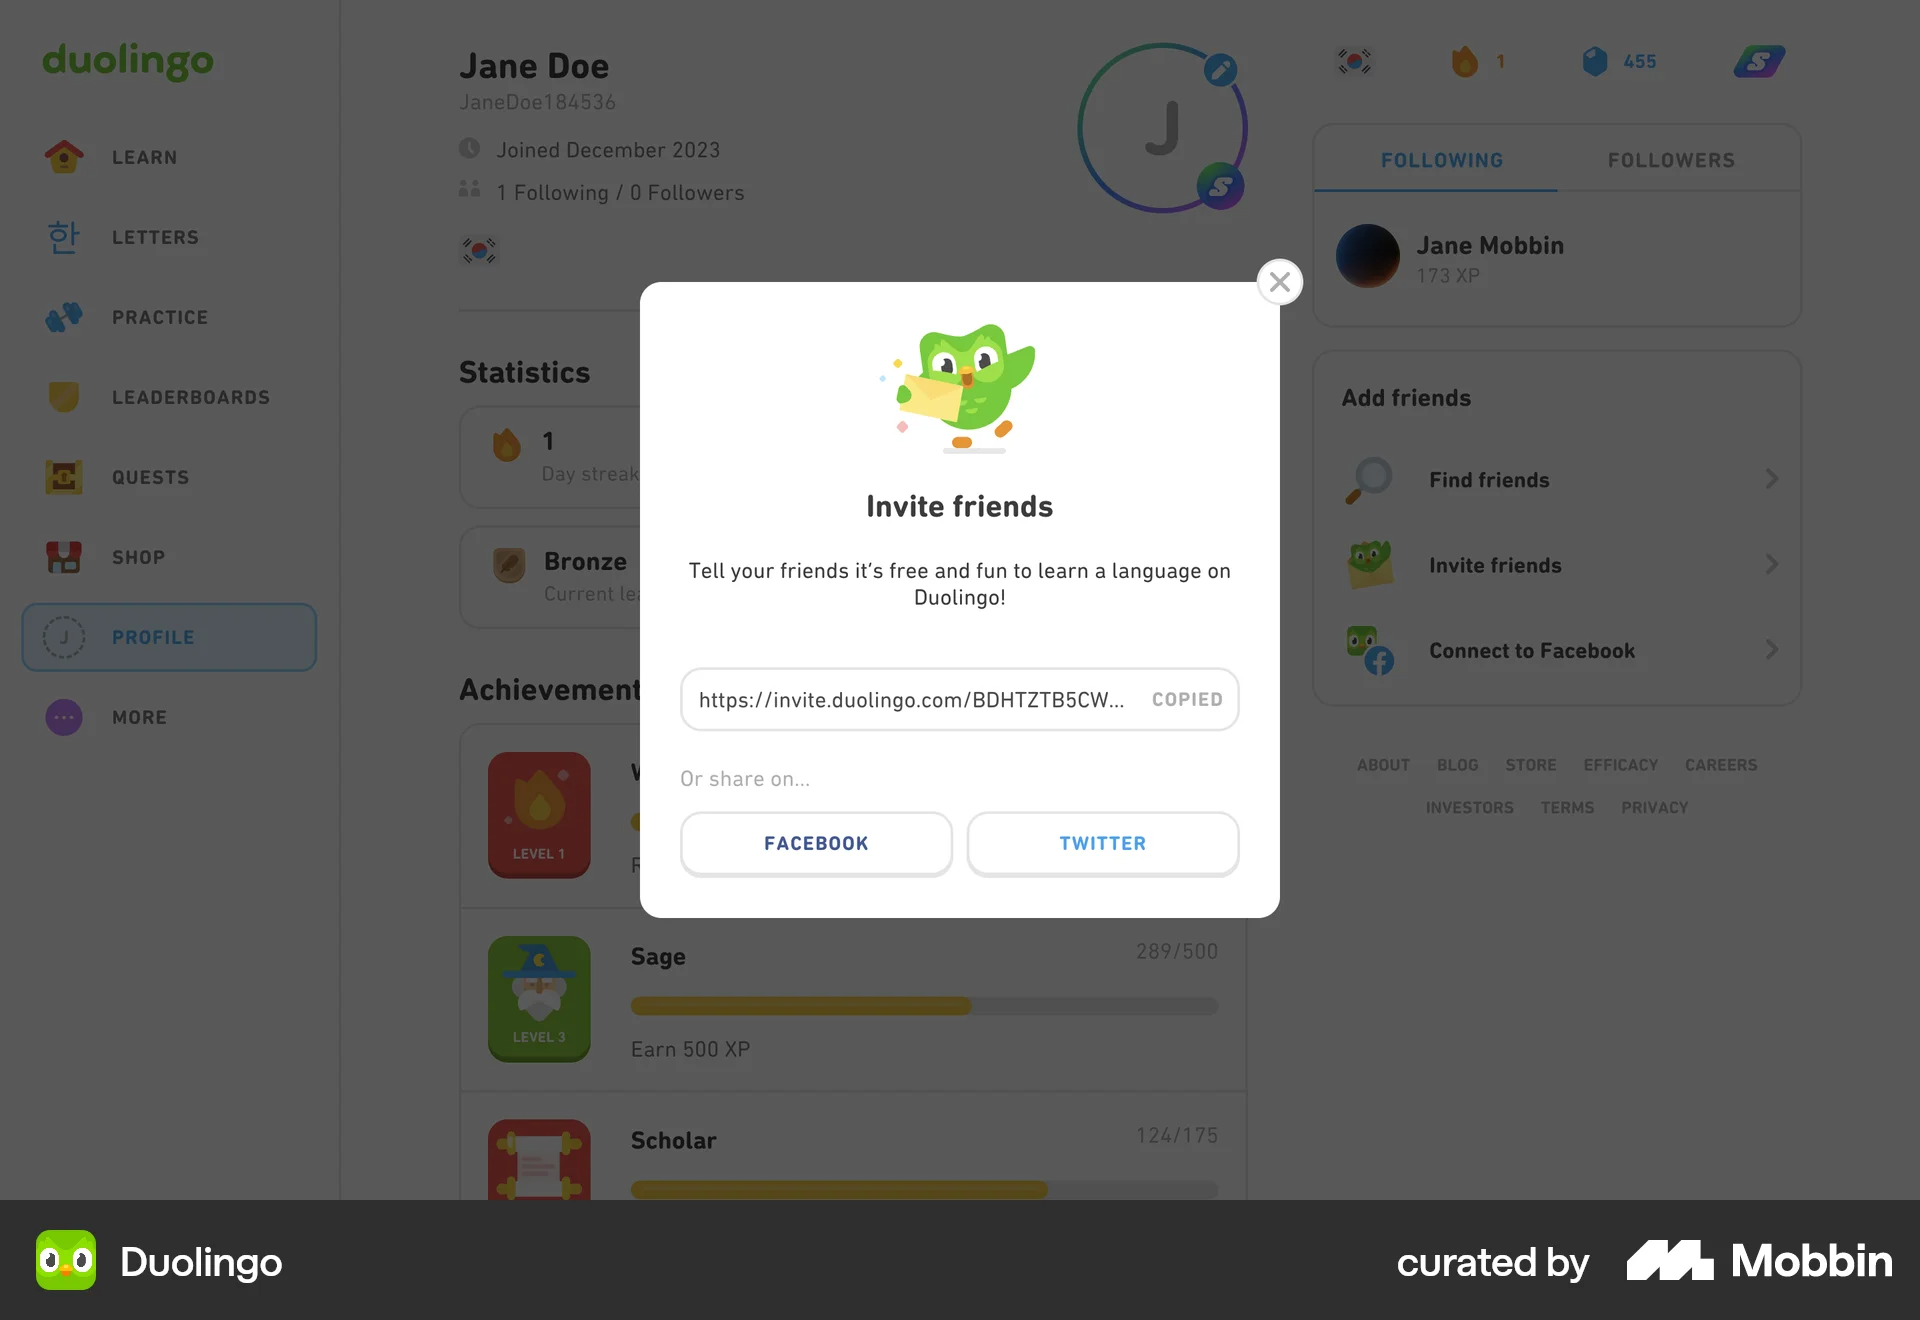 duolingo
LEARN
한
LETTERS
PRACTICE
LEADERBOARDS
QUESTS
SHOP
J
PROFILE
MORE
Jane Doe
JaneDoe184536
Joined December 2023
1 Following / 0 Followers
J
S
Statistics
1
Day streak
Bronze
Current
Achievement
LEVEL 1
LEVEL 3
Sage
289/500
Earn 500 XP
Scholar
124/175
Invite friends
Tell your friends it’s free and fun to learn a language on
Duolingo!
https://invite.duolingo.com/BDHTZTB5CW...
COPIED
Or share on...
FACEBOOK
TWITTER
1
455
S
FOLLOWING
FOLLOWERS
Jane Mobbin
173 XP
Add friends
Find friends
Invite friends
Connect to Facebook
ABOUT BLOG STORE EFFICACY CAREERS
INVESTORS TERMS PRIVACY
Duolingo
curated by Mobbin